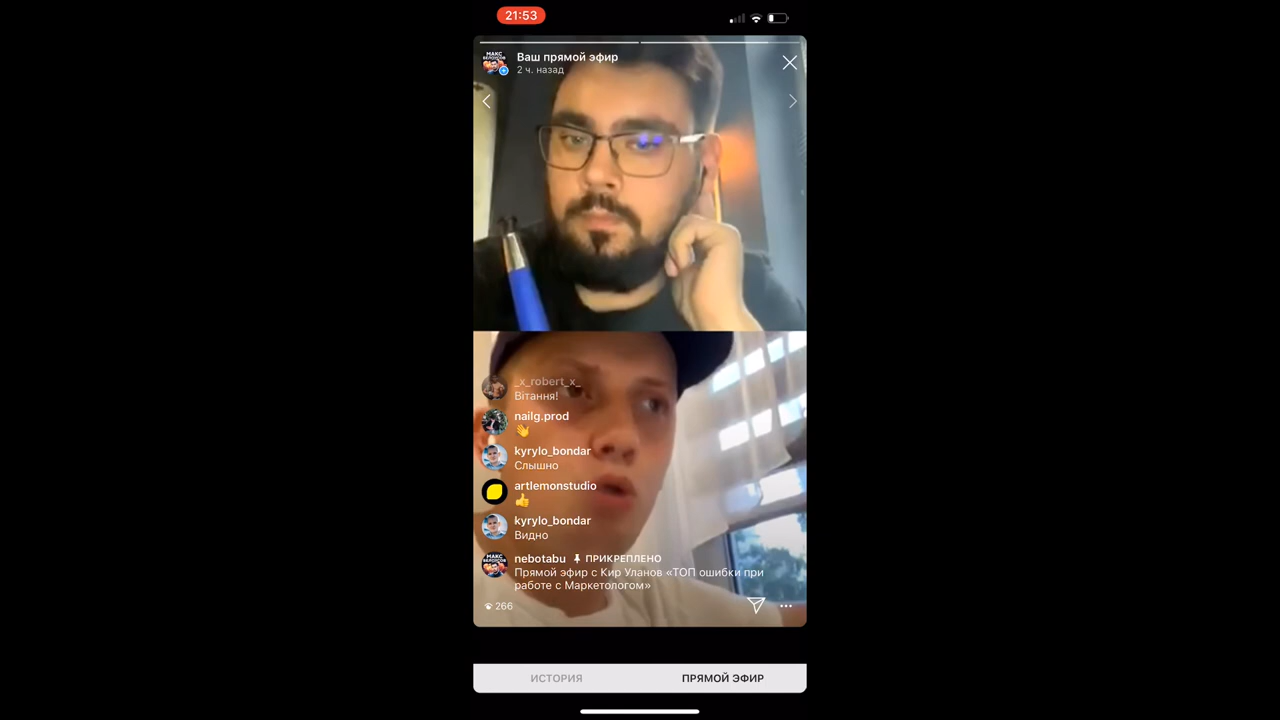 21:53
Ваш прямой эфир
2 ч. назад
_x_robert_x_
Вітання!
nailg.prod
👋
kyrylo_bondar
Слышно
artlemonstudio
👍
kyrylo_bondar
Видно
nebotabu ПРИКРЕПЛЕНО
Прямой эфир с Кир Уланов «ТОП ошибки при
работе с Маркетологом»
266
ИСТОРИЯ
ПРЯМОЙ ЭФИР